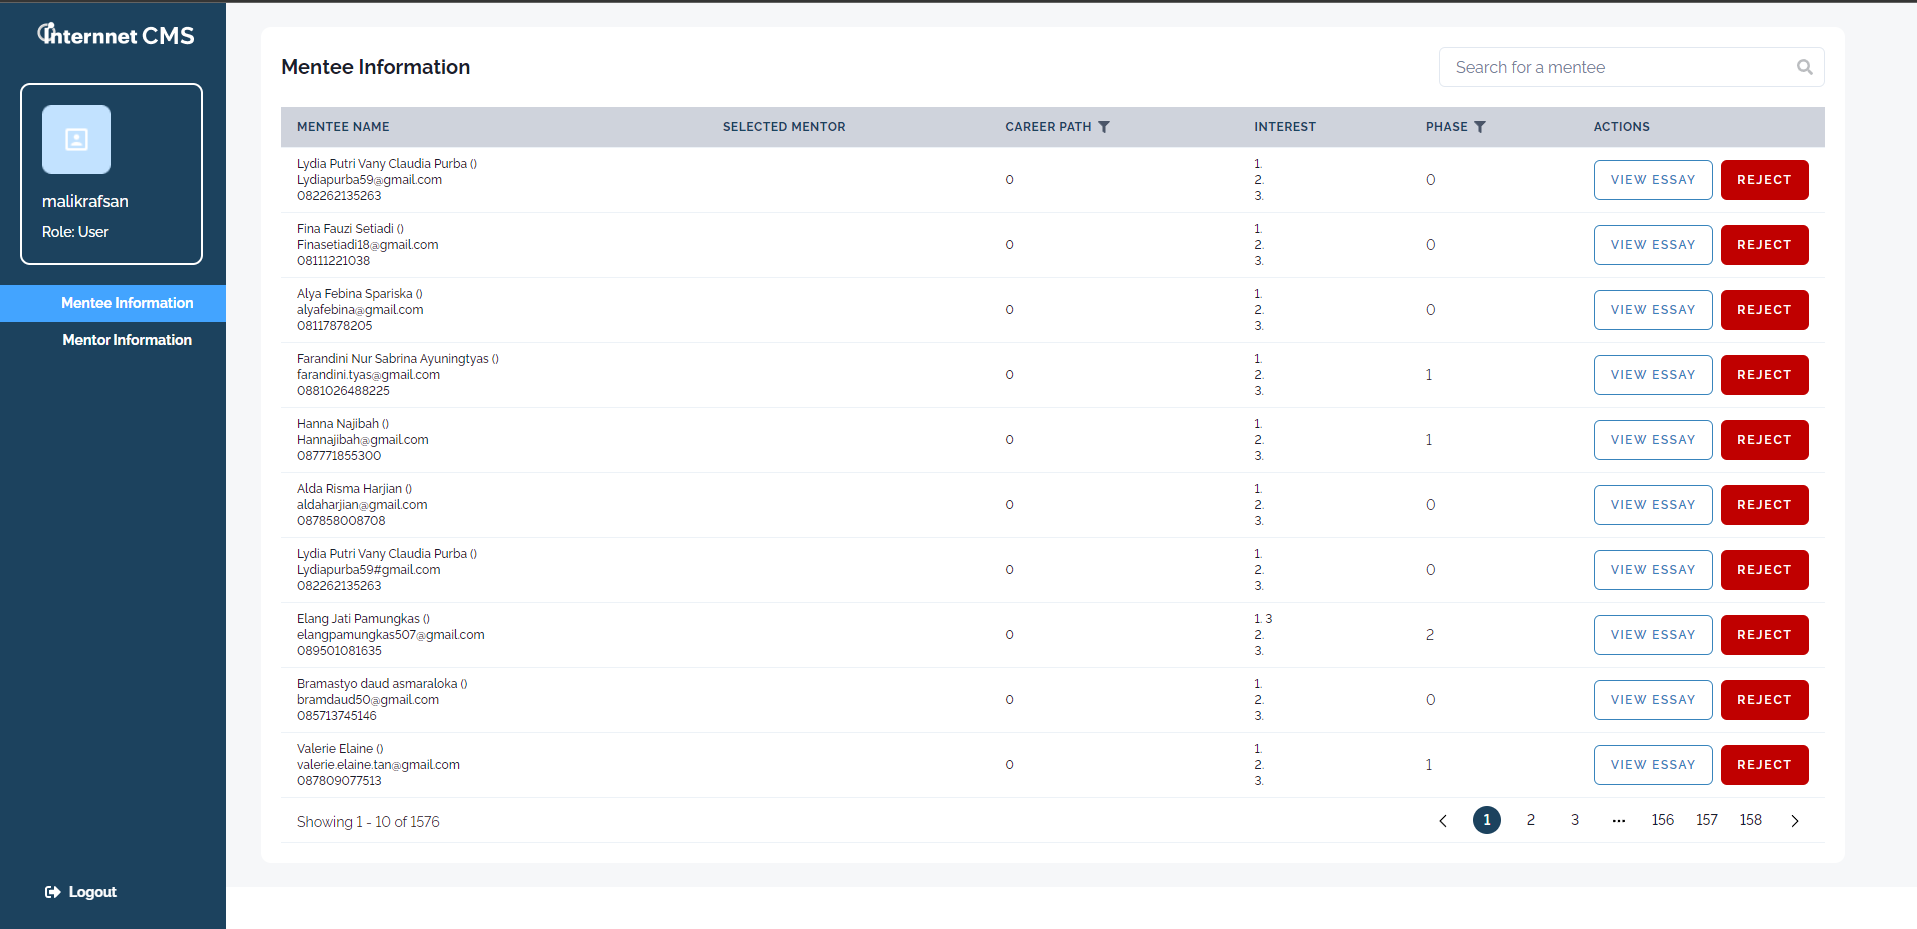 internnet CMS
malikrafsan
Role: User
Mentee Information
Mentor Information
Logout
Mentee Information
Search for a mentee
MENTEE NAME SELECTED MENTOR CAREER PATH INTEREST PHASE ACTIONS
Lydia Putri Vany Claudia Purba ()
Lydiapurba59@gmail.com
082262135263
0
1.
2.
3.
0
VIEW ESSAY REJECT
Fina Fauzi Setiadi ()
Finasetiadi18@gmail.com
08111221038
0
1.
2.
3.
0
VIEW ESSAY REJECT
Alya Febina Spariska ()
alyafebina@gmail.com
08117878205
0
1.
2.
3.
0
VIEW ESSAY REJECT
Farandini Nur Sabrina Ayuningtyas ()
farandini.tyas@gmail.com
0881026488225
0
1.
2.
3.
1
VIEW ESSAY REJECT
Hanna Najibah ()
Hannajibah@gmail.com
087771855300
0
1.
2.
3.
1
VIEW ESSAY REJECT
Alda Risma Harjian ()
aldaharjian@gmail.com
087858008708
0
1.
2.
3.
0
VIEW ESSAY REJECT
Lydia Putri Vany Claudia Purba ()
Lydiapurba59#gmail.com
082262135263
0
1.
2.
3.
0
VIEW ESSAY REJECT
Elang Jati Pamungkas ()
elangpamungkas507@gmail.com
089501081635
0
1. 3
2.
3.
2
VIEW ESSAY REJECT
Bramastyo daud asmaraloka ()
bramdaud50@gmail.com
085713745146
0
1.
2.
3.
0
VIEW ESSAY REJECT
Valerie Elaine ()
valerie.elaine.tan@gmail.com
087809077513
0
1.
2.
3.
1
VIEW ESSAY REJECT
Showing 1 - 10 of 1576
1 2 3 ••• 156 157 158